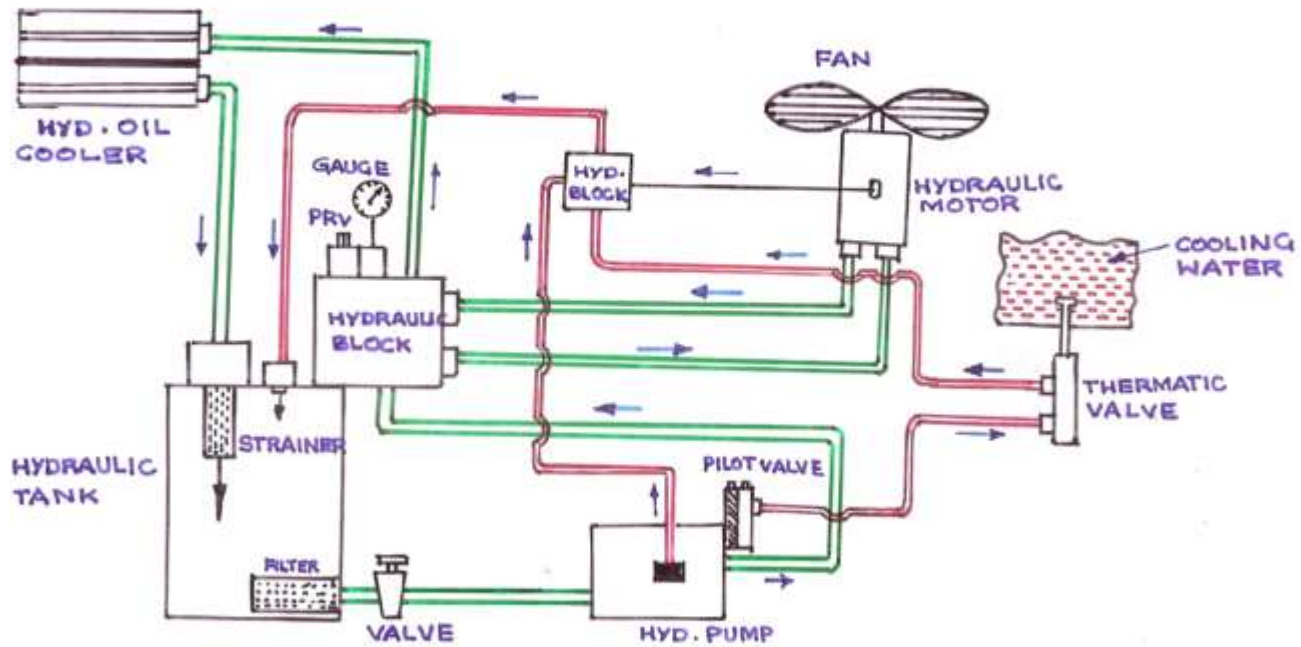 FAN
HYD. OIL
COOLER
GAUGE
PRV
HYD.
BLOCK
HYDRAULIC
MOTOR
COOLING
WATER
HYDRAULIC
BLOCK
THERMATIC
VALVE
STRAINER
HYDRAULIC
TANK
PILOT VALVE
FILTER
VALVE
HYD. PUMP